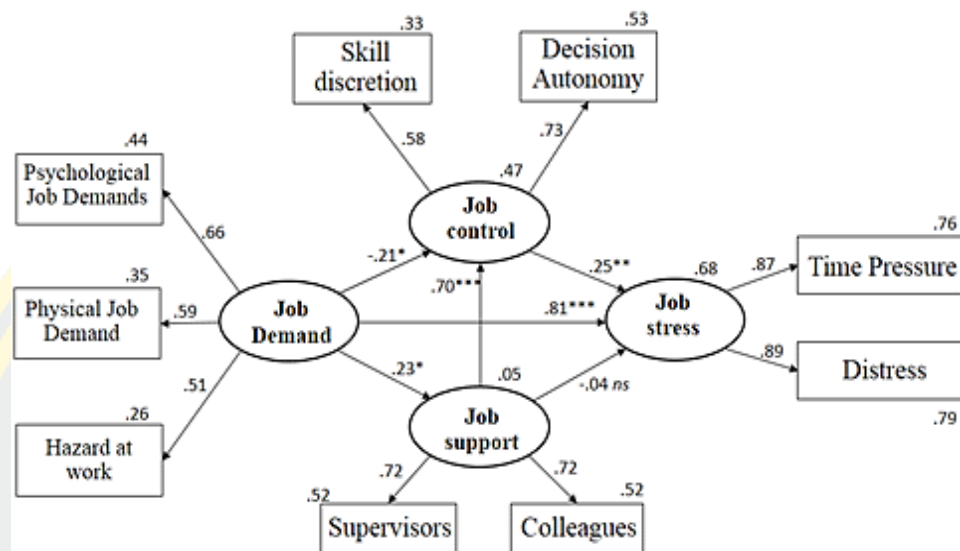 .33
Skill
discretion
.53
Decision
Autonomy
.44
Psychological
Job Demands
.58
.73
.47
Job
control
.66
-.21*
.70***
.25**
.35
Physical Job
Demand
.59
Job
Demand
.81***
.68
Job
stress
.87
.76
Time Pressure
.51
.23*
.05
-.04 ns
.89
Distress
.79
.26
Hazard at
work
Job
support
.72
.72
.52
Supervisors
.52
Colleagues